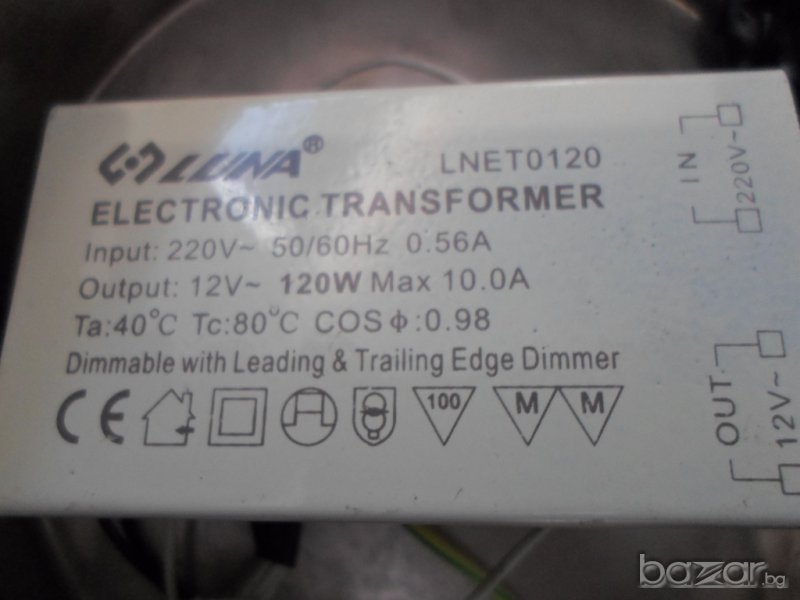 LUNA® LNET0120
ELECTRONIC TRANSFORMER
Input: 220V~ 50/60Hz 0.56A
Output: 12V~ 120W Max 10.0A
Ta:40°C Tc:80°C COSΦ:0.98
Dimmable with Leading & Trailing Edge Dimmer
CE 100 M M
IN 220V~
OUT 12V~
bazar.bg